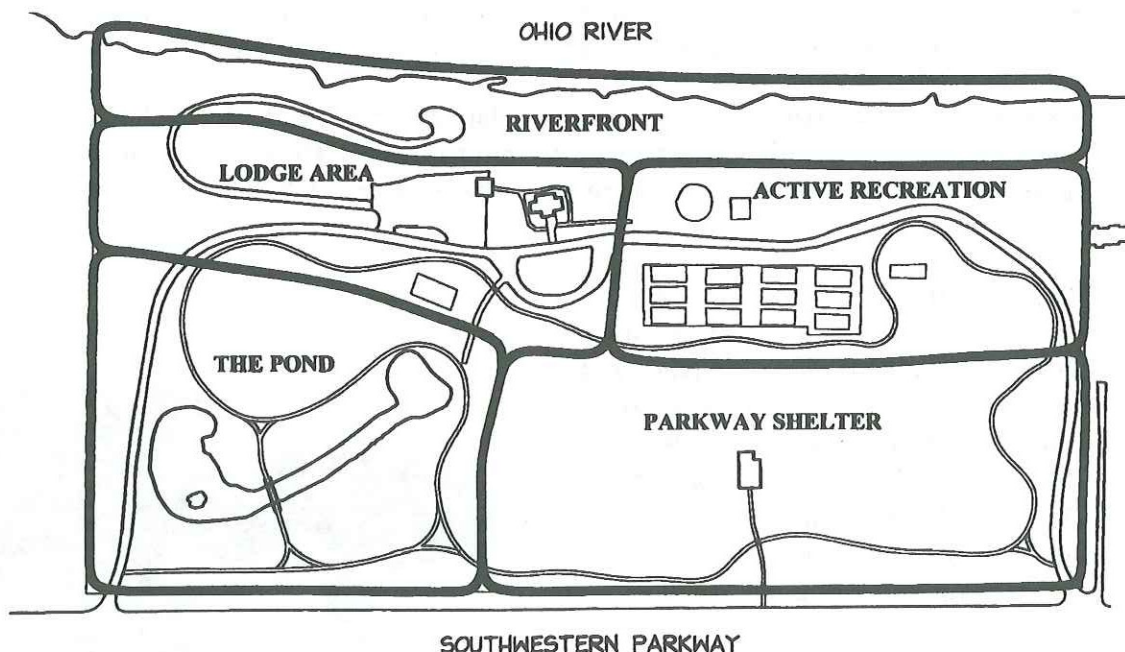 OHIO RIVER
RIVERFRONT
LODGE AREA
ACTIVE RECREATION
THE POND
PARKWAY SHELTER
SOUTHWESTERN PARKWAY